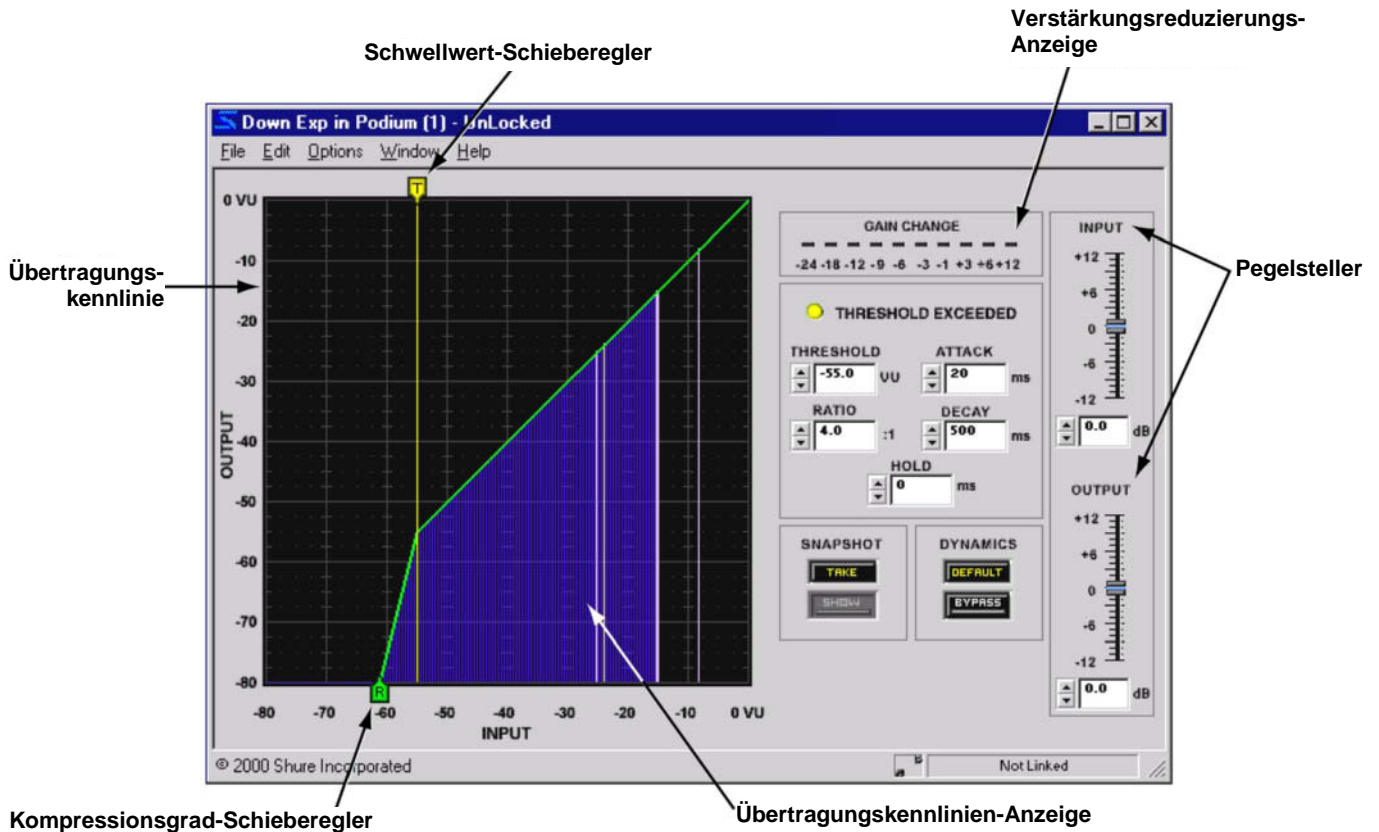 Verstärkungsreduzierungs-
Anzeige
Schwellwert-Schieberegler
Down Exp in Podium (1) - UnLocked
File Edit Options Window Help
T
0 VU
-10
-20
-30
-40
-50
-60
-70
-80
OUTPUT
R
-80 -70 -60 -50 -40 -30 -20 -10 0 VU
INPUT
Übertragungs-
kennlinie
GAIN CHANGE
-24 -18 -12 -9 -6 -3 -1 +3 +6 +12
THRESHOLD EXCEEDED
THRESHOLD ATTACK
-55.0 VU 20 ms
RATIO DECAY
4.0 :1 500 ms
HOLD
0 ms
SNAPSHOT DYNAMICS
TAKE DEFAULT
SHOW BYPASS
INPUT
+12
+6
0
-6
-12
0.0 dB
OUTPUT
+12
+6
0
-6
-12
0.0 dB
Pegelsteller
© 2000 Shure Incorporated
Not Linked
Kompressionsgrad-Schieberegler
Übertragungskennlinien-Anzeige